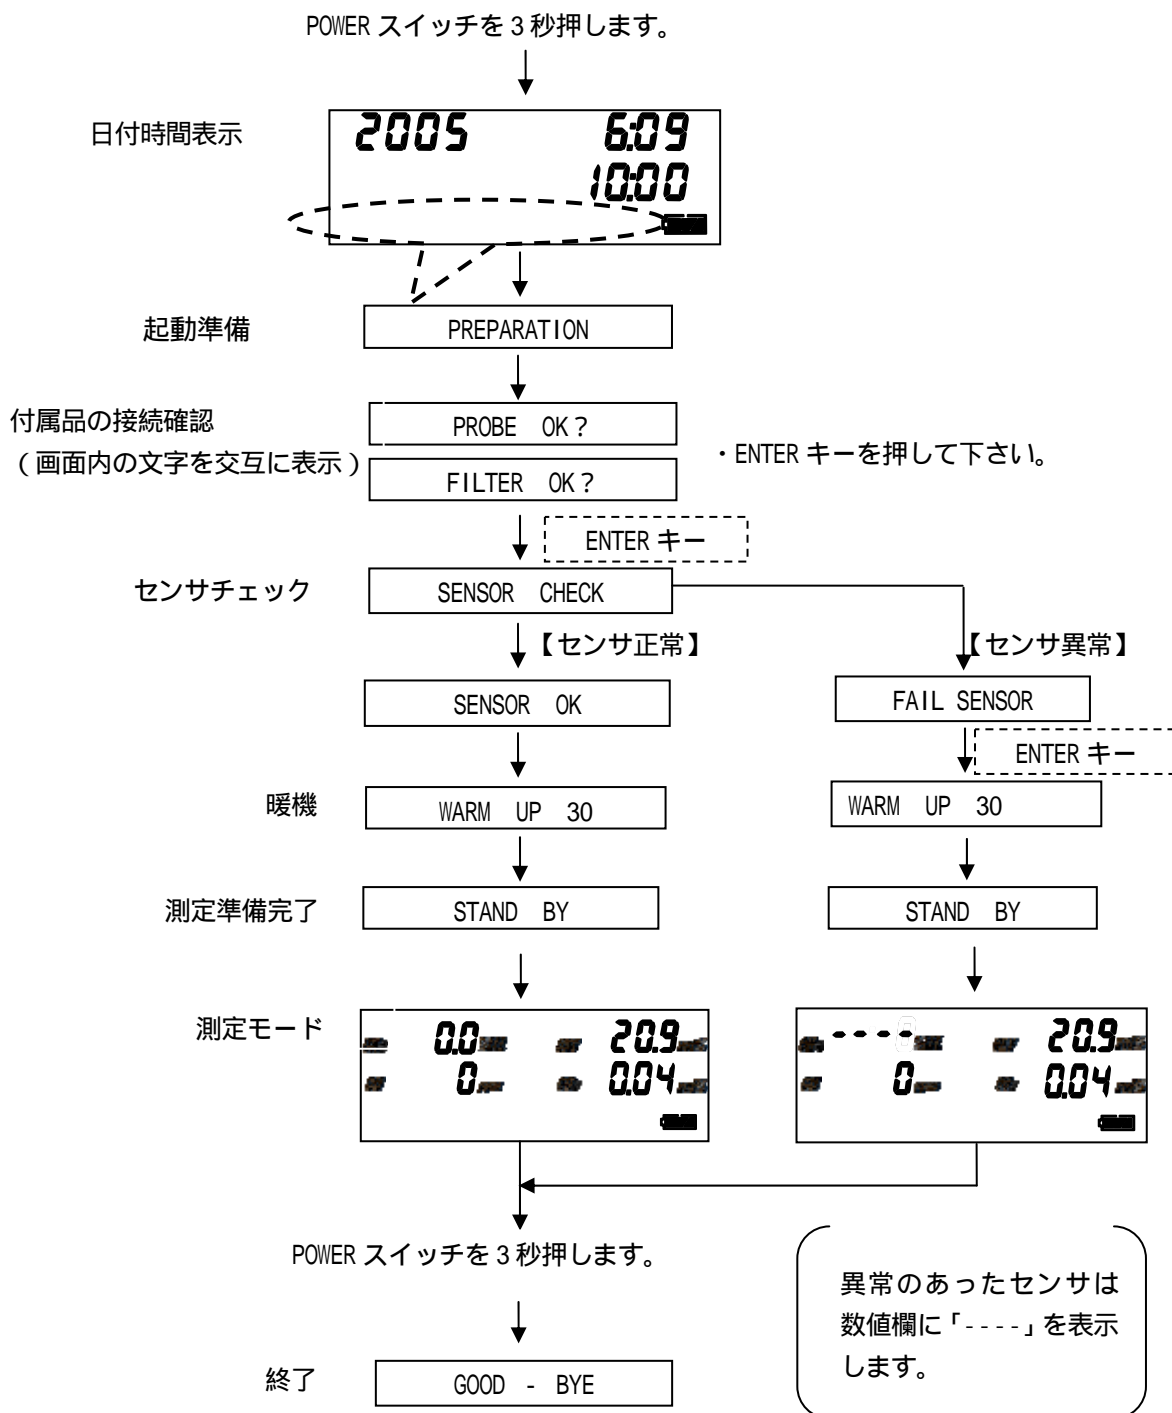 POWER スイッチを 3 秒押します。
日付時間表示
2005 6:09
10:00
起動準備
PREPARATION
付属品の接続確認
（画面内の文字を交互に表示）
PROBE OK？
FILTER OK？
・ENTER キーを押して下さい。
ENTER キー
センサチェック
SENSOR CHECK
【センサ正常】
【センサ異常】
SENSOR OK
FAIL SENSOR
ENTER キー
暖機
WARM UP 30
WARM UP 30
測定準備完了
STAND BY
STAND BY
測定モード
0.0 20.9
0 0.04
---- 20.9
0 0.04
POWER スイッチを 3 秒押します。
異常のあったセンサは
数値欄に「----」を表示
します。
終了
GOOD - BYE